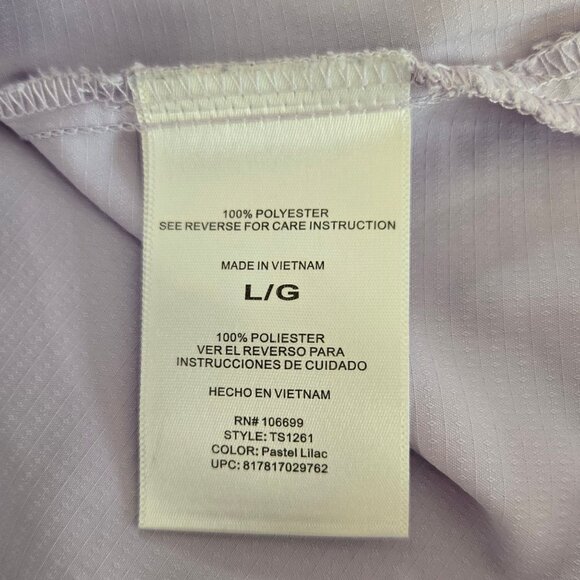 100% POLYESTER
SEE REVERSE FOR CARE INSTRUCTION
MADE IN VIETNAM
L/G
100% POLIESTER
VER EL REVERSO PARA
INSTRUCCIONES DE CUIDADO
HECHO EN VIETNAM
RN# 106699
STYLE: TS1261
COLOR: Pastel Lilac
UPC: 817817029762